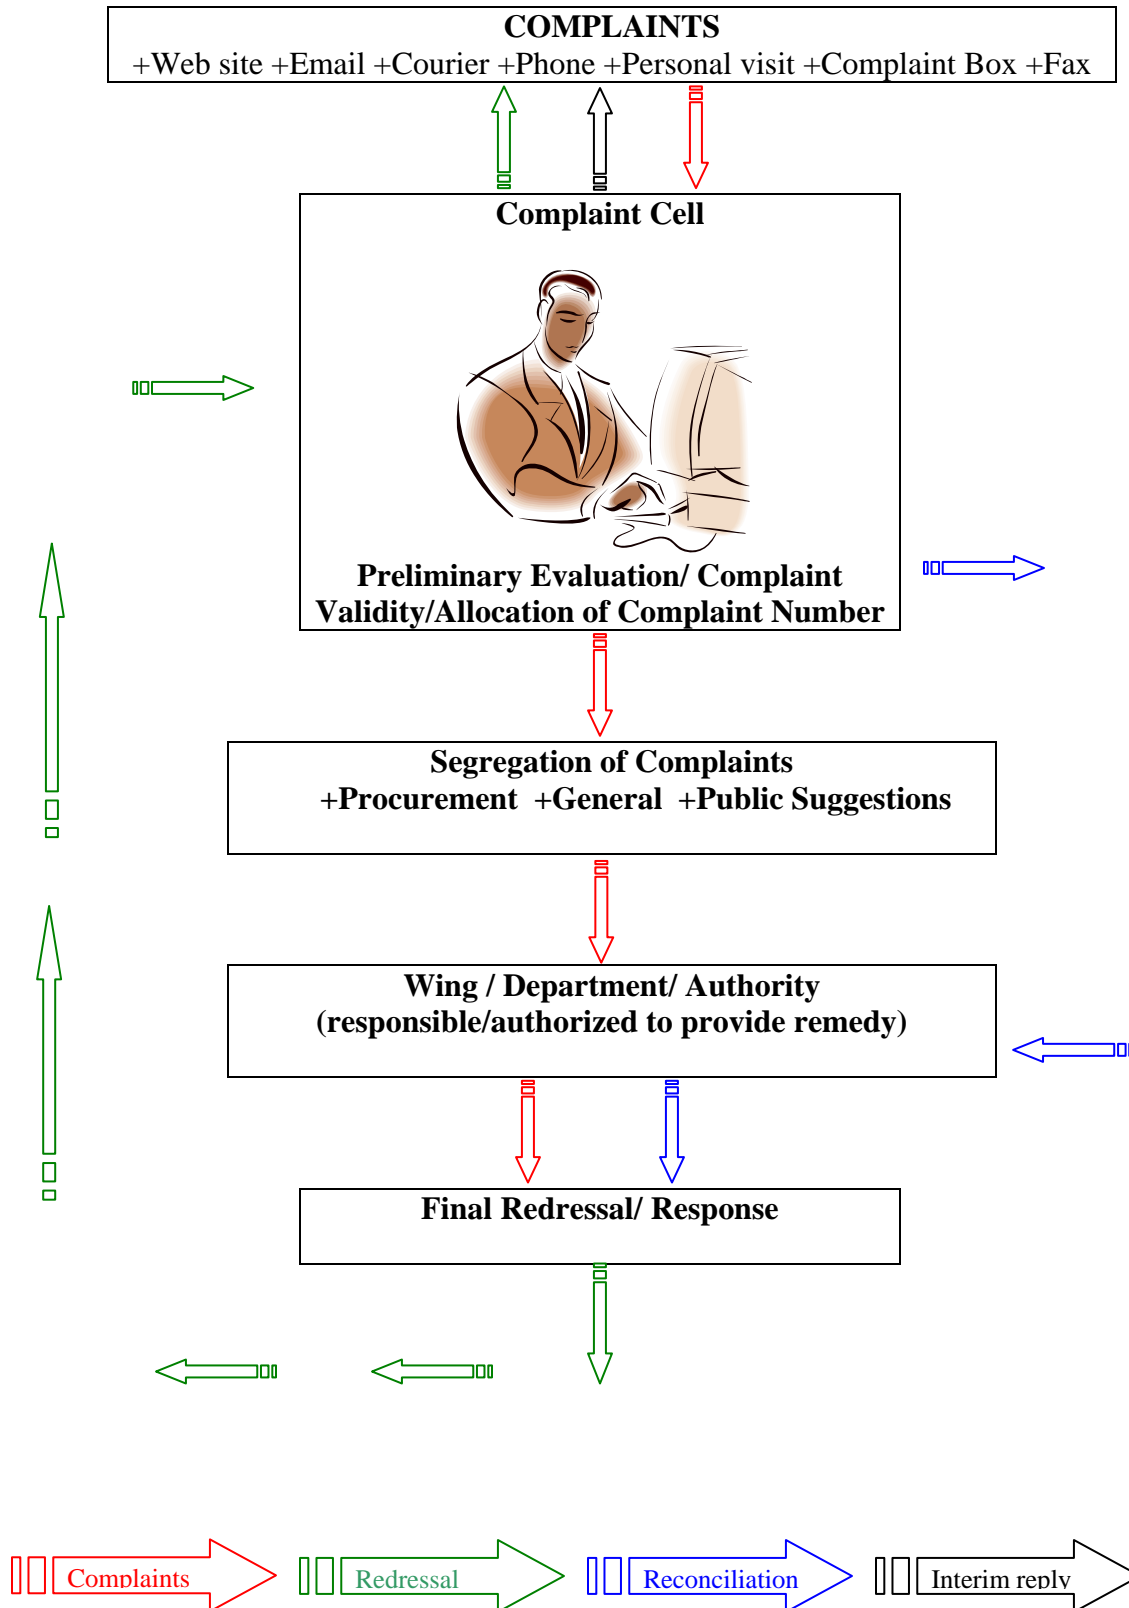 COMPLAINTS
+Web site +Email +Courier +Phone +Personal visit +Complaint Box +Fax
Complaint Cell
Preliminary Evaluation/ Complaint
Validity/Allocation of Complaint Number
Segregation of Complaints
+Procurement +General +Public Suggestions
Wing / Department/ Authority
(responsible/authorized to provide remedy)
Final Redressal/ Response
Complaints
Redressal
Reconciliation
Interim reply